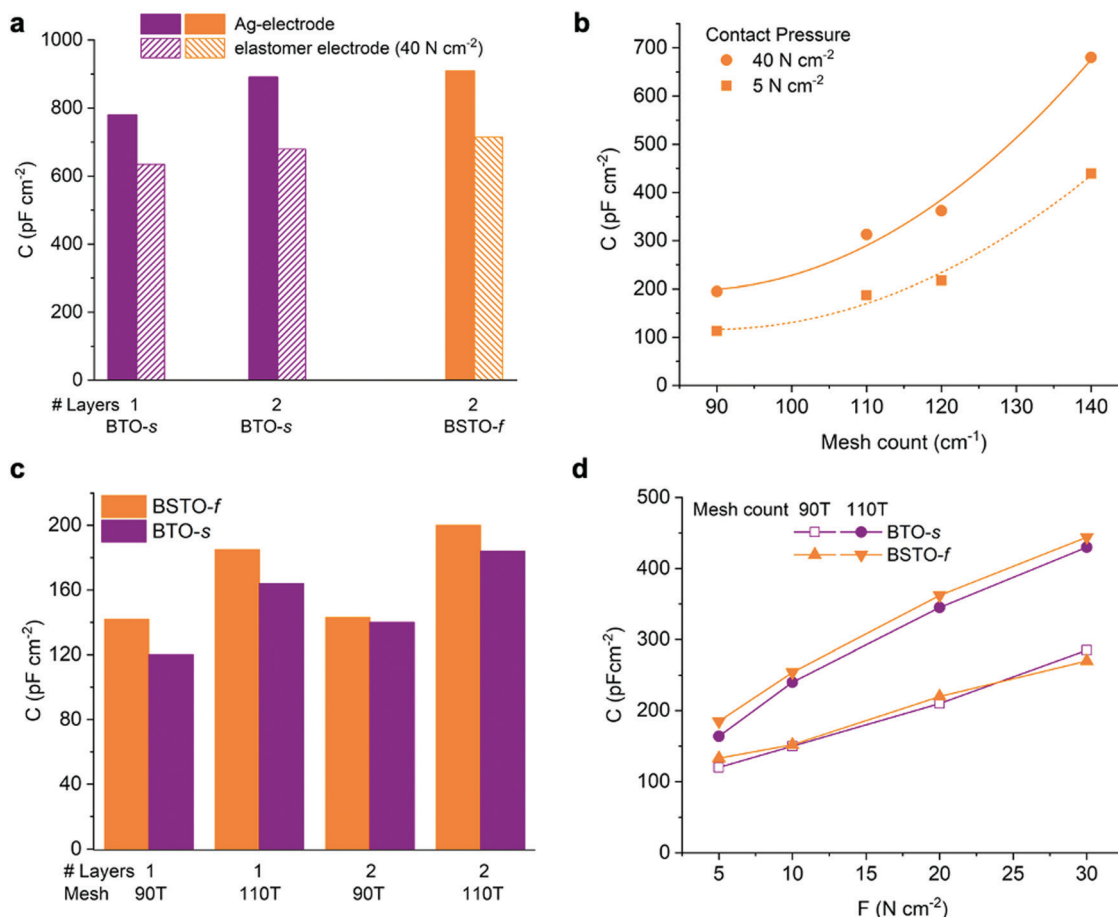 a
Ag-electrode
elastomer electrode (40 N cm⁻²)
1000
800
600
400
200
0
C (pF cm⁻²)
# Layers 1 2 2
BTO-s BTO-s BSTO-f
b
Contact Pressure
40 N cm⁻²
5 N cm⁻²
700
600
500
400
300
200
100
0
C (pF cm⁻²)
90 100 110 120 130 140
Mesh count (cm⁻¹)
c
BSTO-f
BTO-s
200
160
120
80
40
0
C (pF cm⁻²)
# Layers 1 1 2 2
Mesh 90T 110T 90T 110T
d
Mesh count 90T 110T
BTO-s
BSTO-f
500
400
300
200
100
0
C (pFcm⁻²)
5 10 15 20 25 30
F (N cm⁻²)